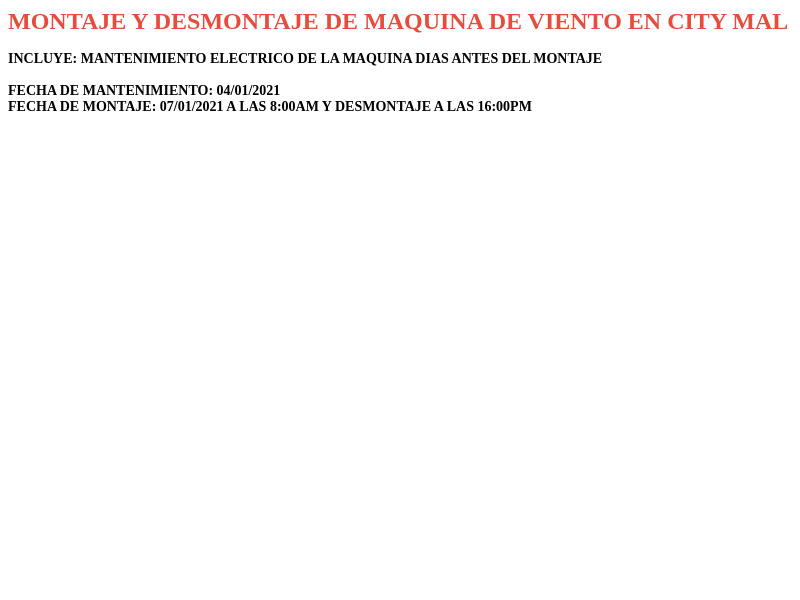 MONTAJE Y DESMONTAJE DE MAQUINA DE VIENTO EN CITY MAL
INCLUYE: MANTENIMIENTO ELECTRICO DE LA MAQUINA DIAS ANTES DEL MONTAJE
FECHA DE MANTENIMIENTO: 04/01/2021
FECHA DE MONTAJE: 07/01/2021 A LAS 8:00AM Y DESMONTAJE A LAS 16:00PM